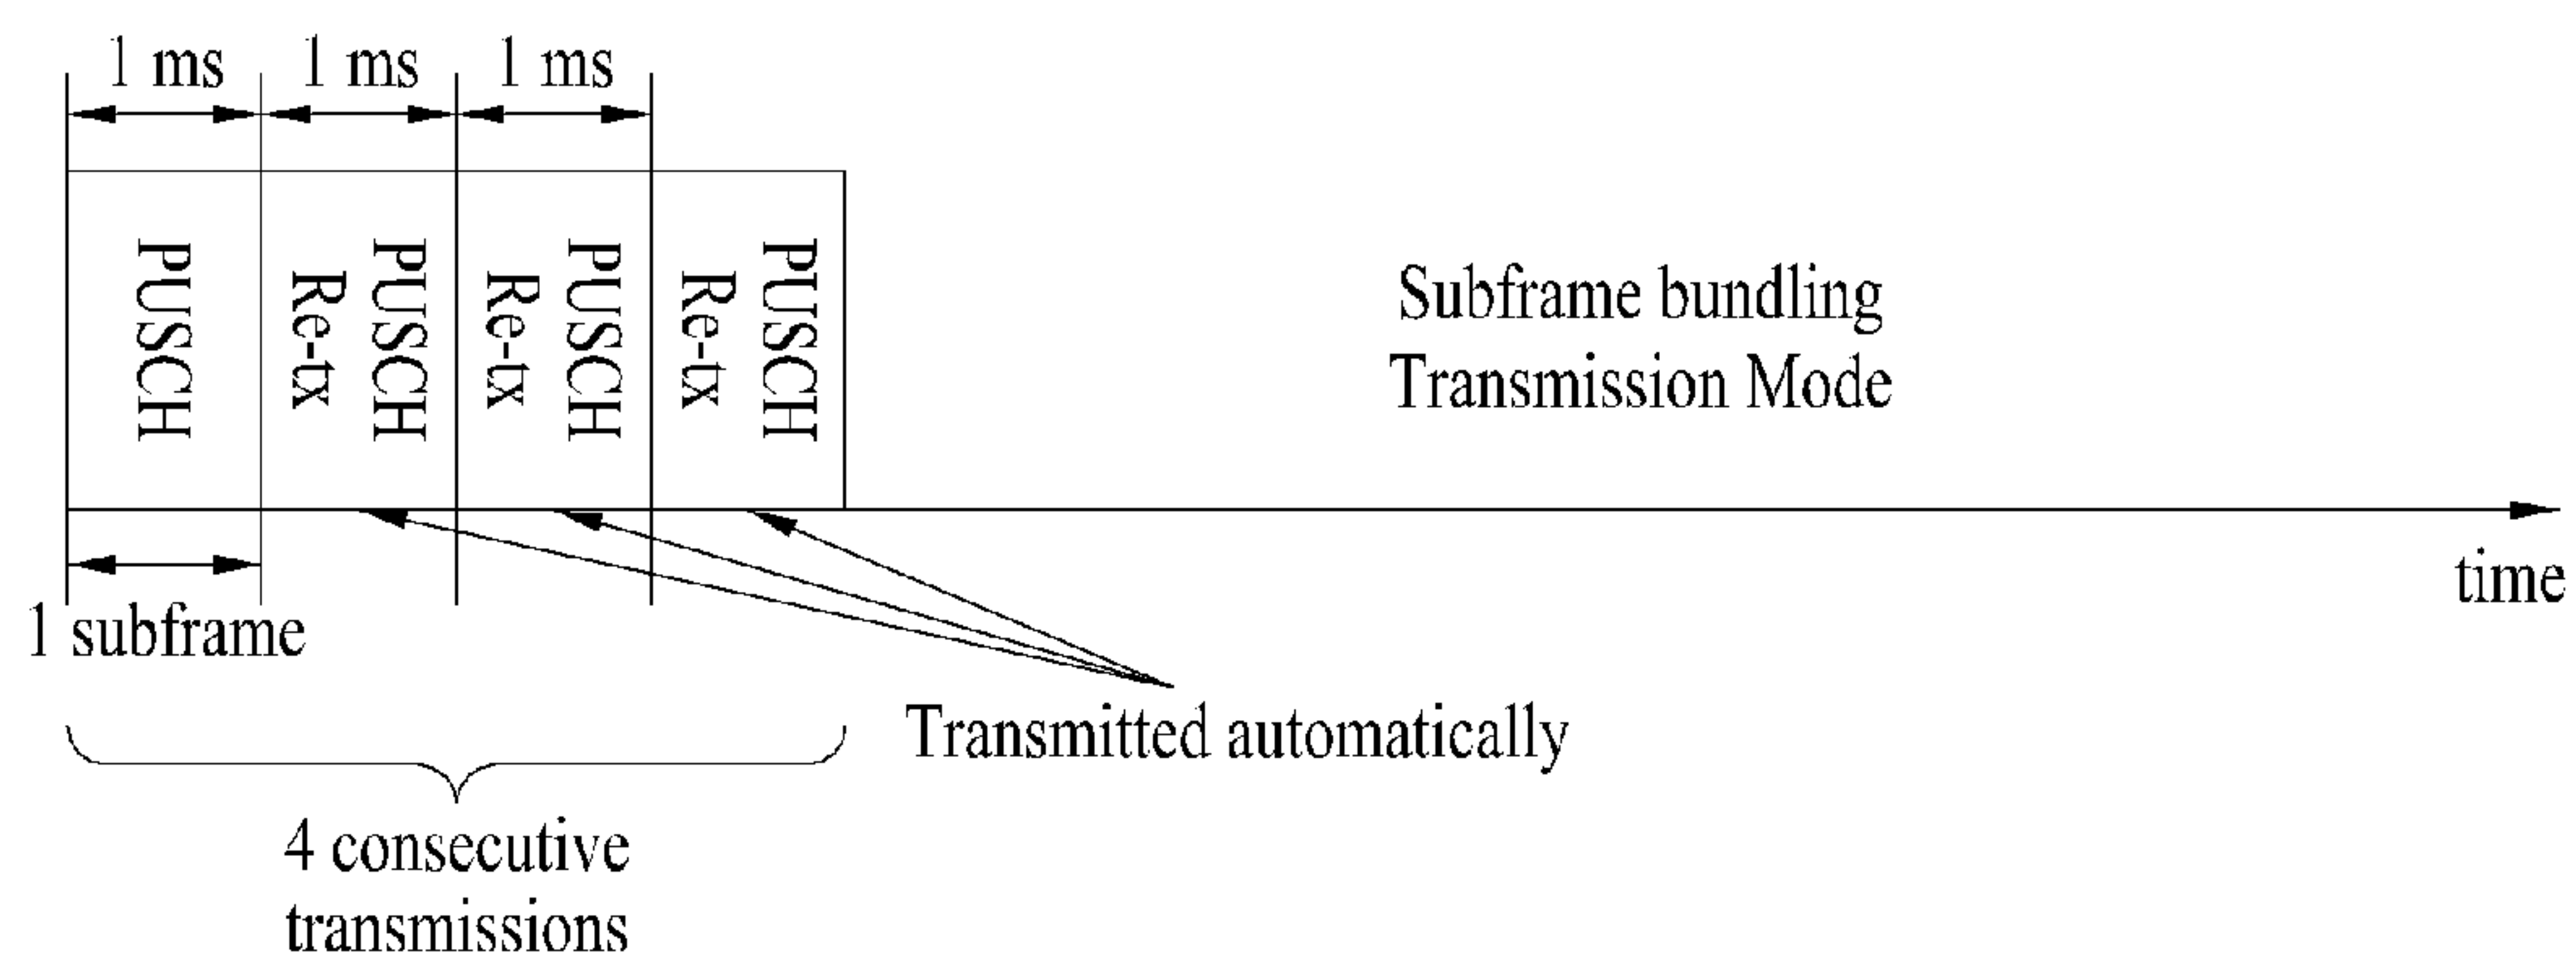 1 ms
1 ms
1 ms
PUSCH
PUSCH
Re-tx
PUSCH
Re-tx
PUSCH
Re-tx
Subframe bundling
Transmission Mode
time
1 subframe
Transmitted automatically
4 consecutive
transmissions